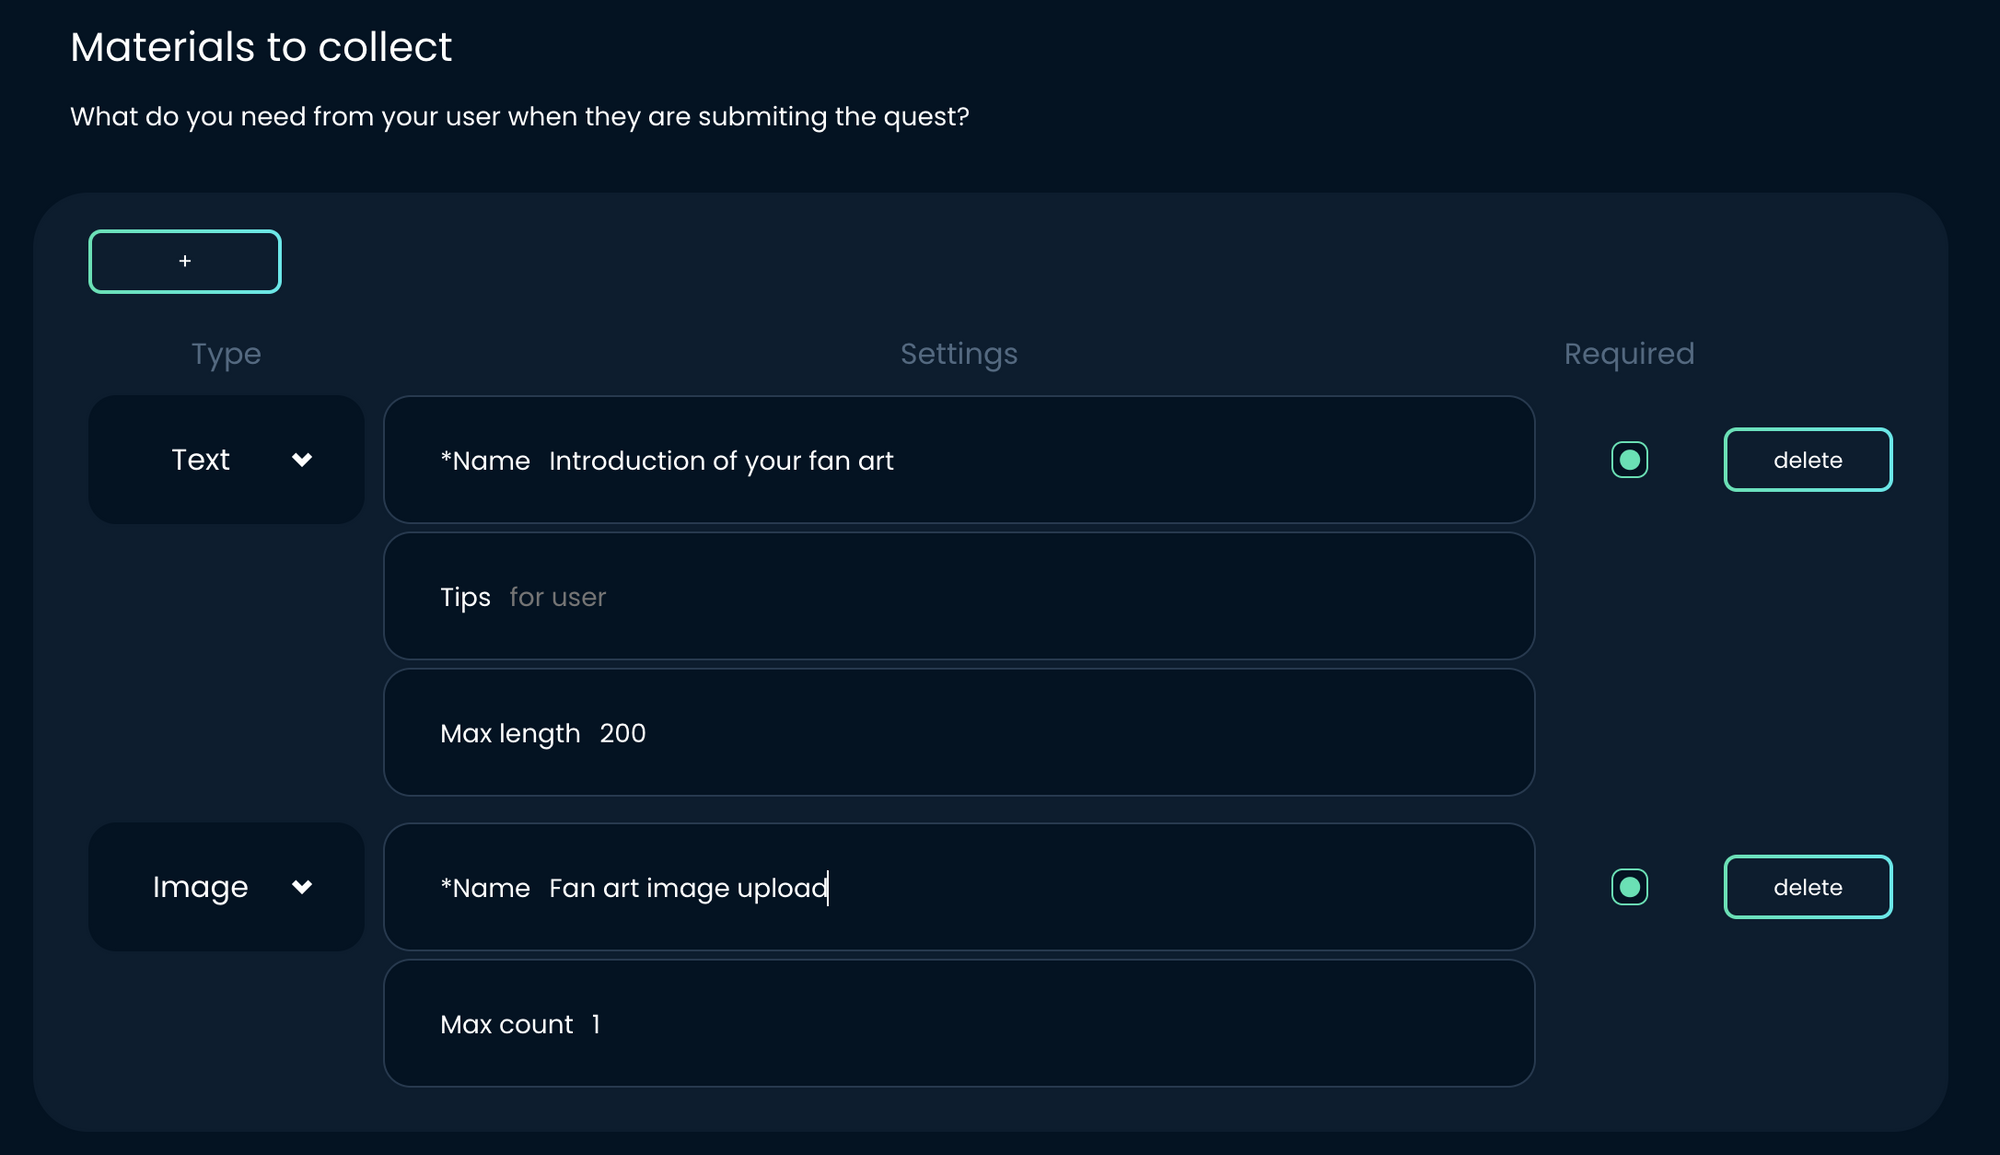 Materials to collect
What do you need from your user when they are submiting the quest?
+
Type Settings Required
Text *Name Introduction of your fan art delete
Tips for user
Max length 200
Image *Name Fan art image upload delete
Max count 1